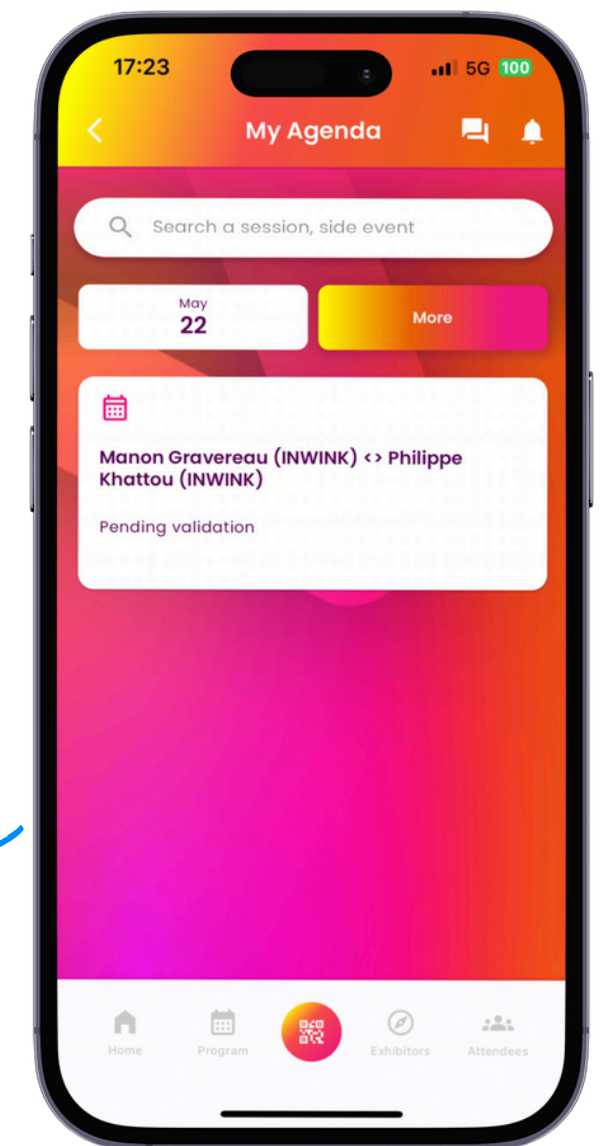 17:23
5G 100
My Agenda
Search a session, side event
May
22
More
Manon Gravereau (INWINK) <> Philippe
Khattou (INWINK)
Pending validation
Home
Program
Exhibitors
Attendees